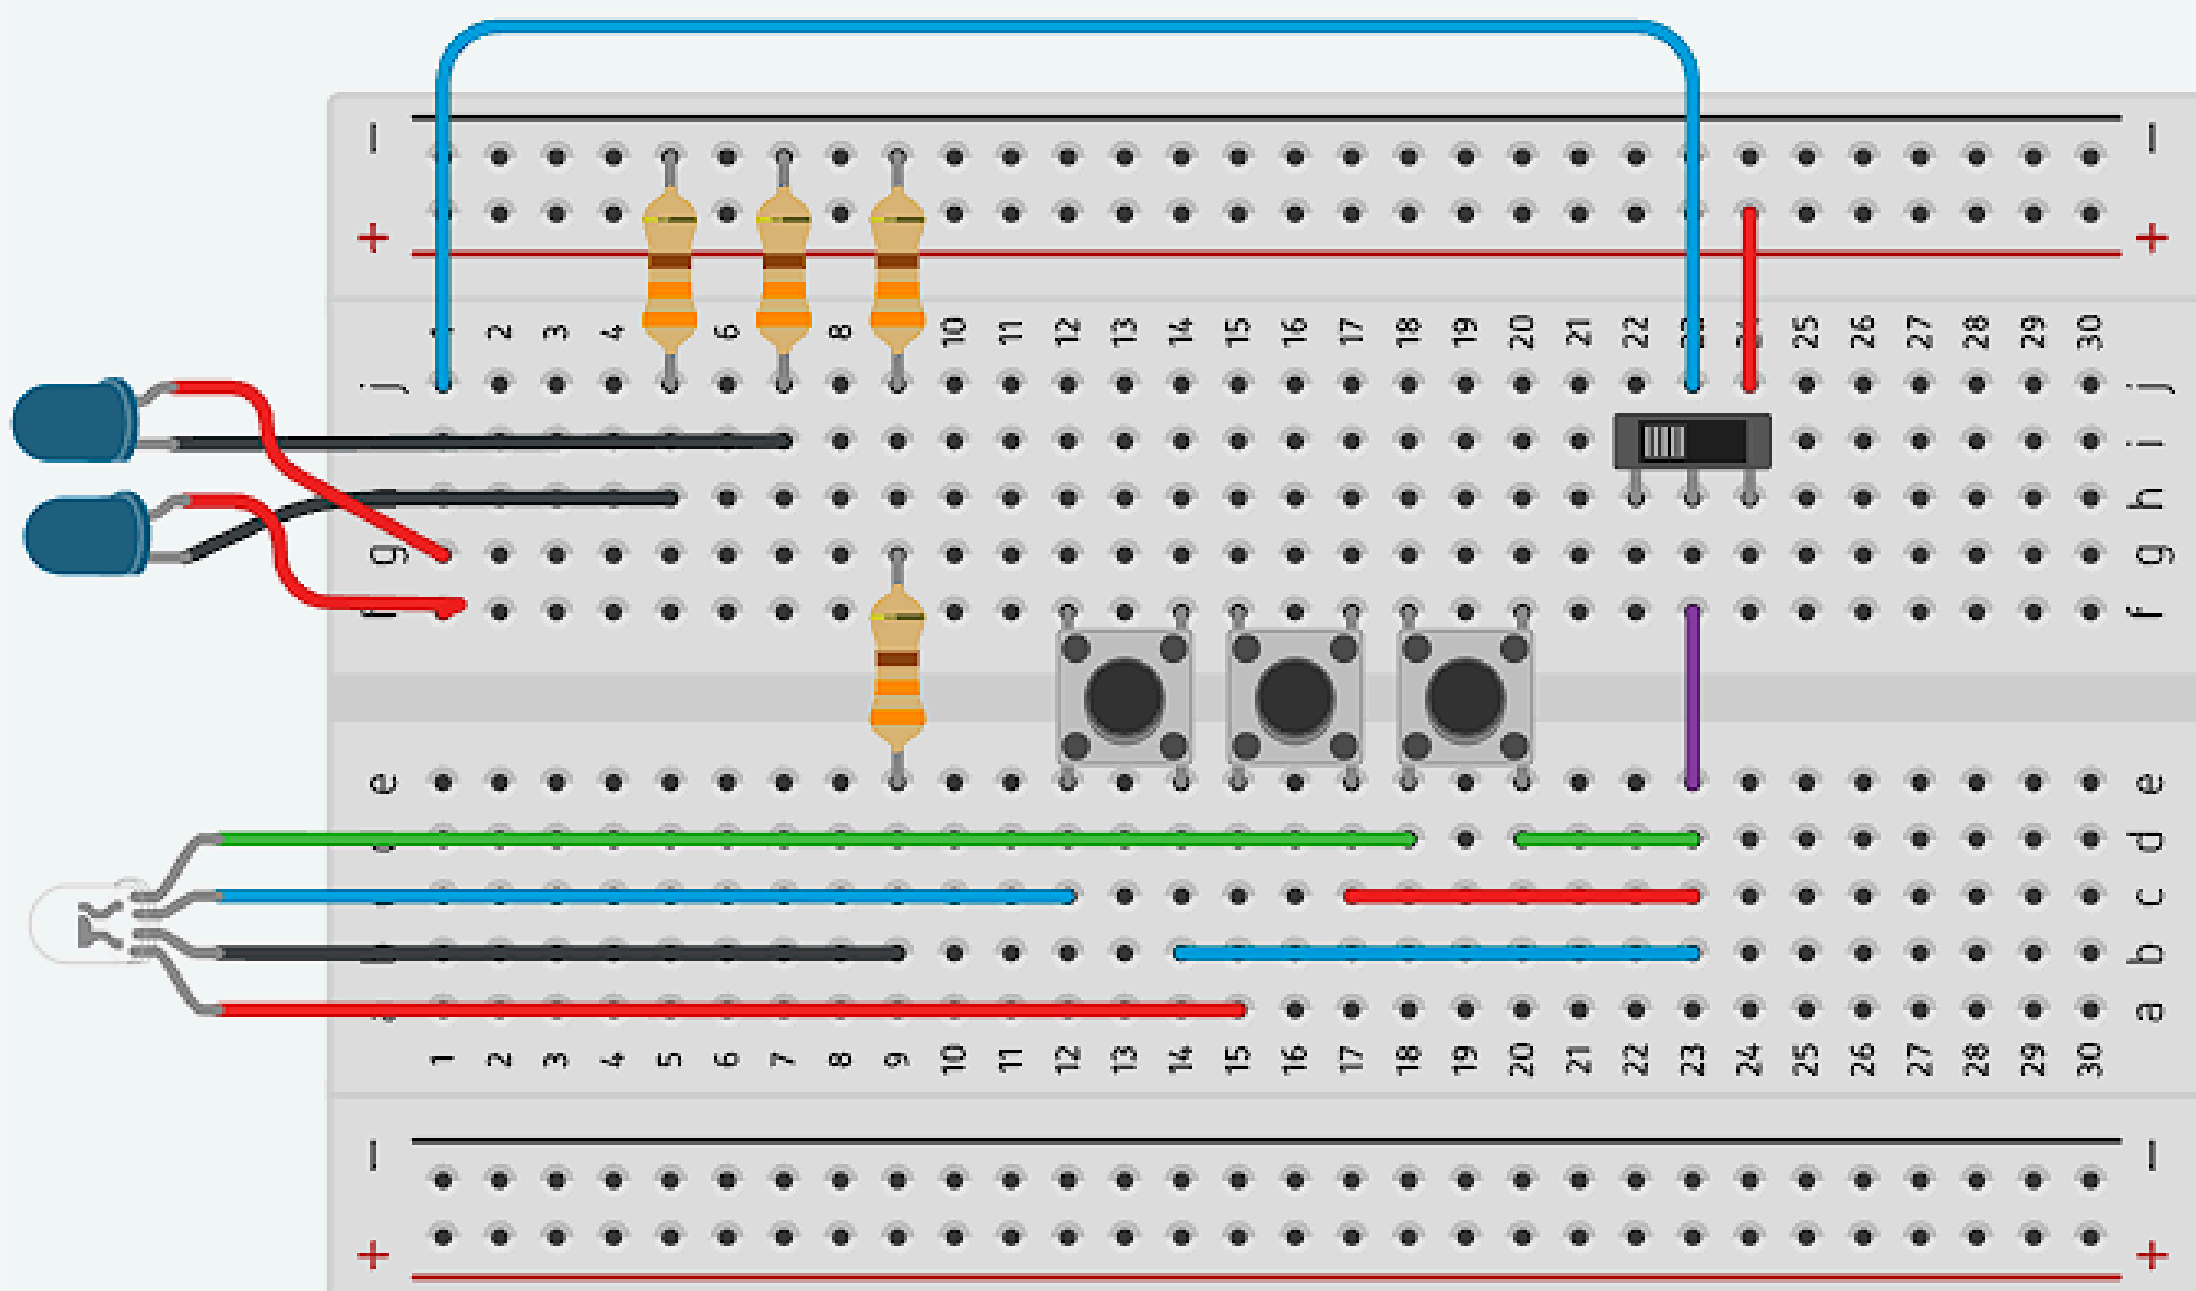 − −
+ +
2 3 4 6 8 10 11 12 13 14 15 16 17 18 19 20 21 22 25 26 27 28 29 30
j j
i
h
g g
f f
e e
d
c
b
a
1 2 3 4 5 6 7 8 9 10 11 12 13 14 15 16 17 18 19 20 21 22 23 24 25 26 27 28 29 30
− −
+ +